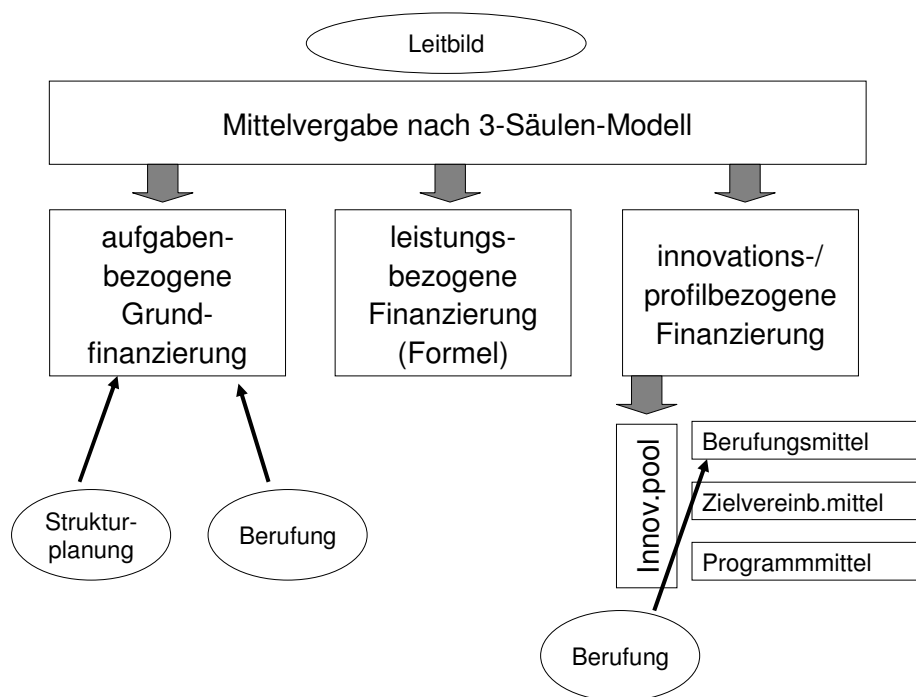 Leitbild
Mittelvergabe nach 3-Säulen-Modell
aufgaben-
bezogene
Grund-
finanzierung
leistungs-
bezogene
Finanzierung
(Formel)
innovations-/
profilbezogene
Finanzierung
Innov.pool
Berufungsmittel
Zielvereinb.mittel
Programmmittel
Struktur-
planung
Berufung
Berufung